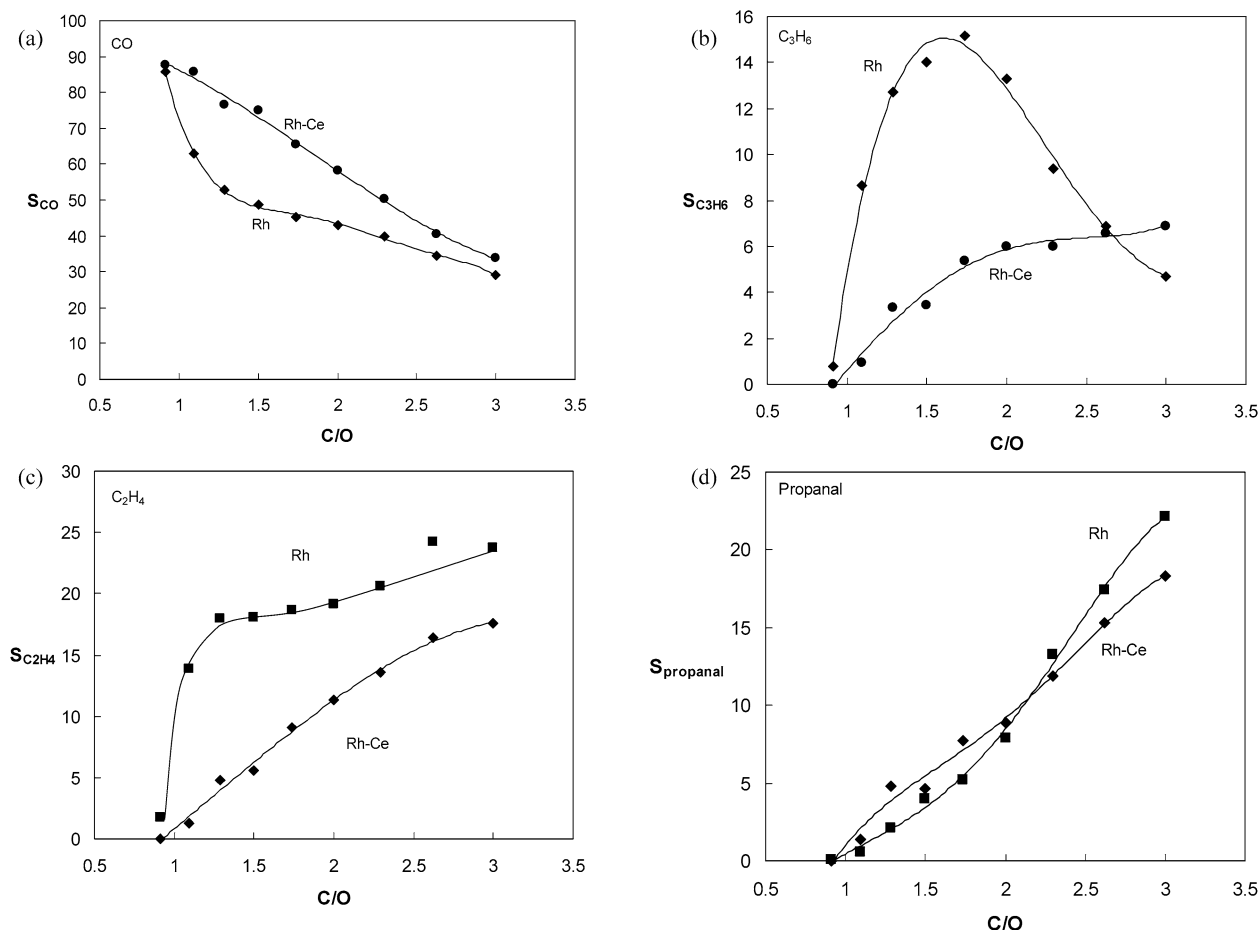 (a)
CO
100
90
80
70
60
50
40
30
20
10
0
S_CO
Rh-Ce
Rh
0.5 1 1.5 2 2.5 3 3.5
C/O
(b)
C₃H₆
16
14
12
10
8
6
4
2
0
S_C3H6
Rh
Rh-Ce
0.5 1 1.5 2 2.5 3 3.5
C/O
(c)
C₂H₄
30
25
20
15
10
5
0
S_C2H4
Rh
Rh-Ce
0.5 1 1.5 2 2.5 3 3.5
C/O
(d)
Propanal
25
20
15
10
5
0
S_propanal
Rh
Rh-Ce
0.5 1 1.5 2 2.5 3 3.5
C/O